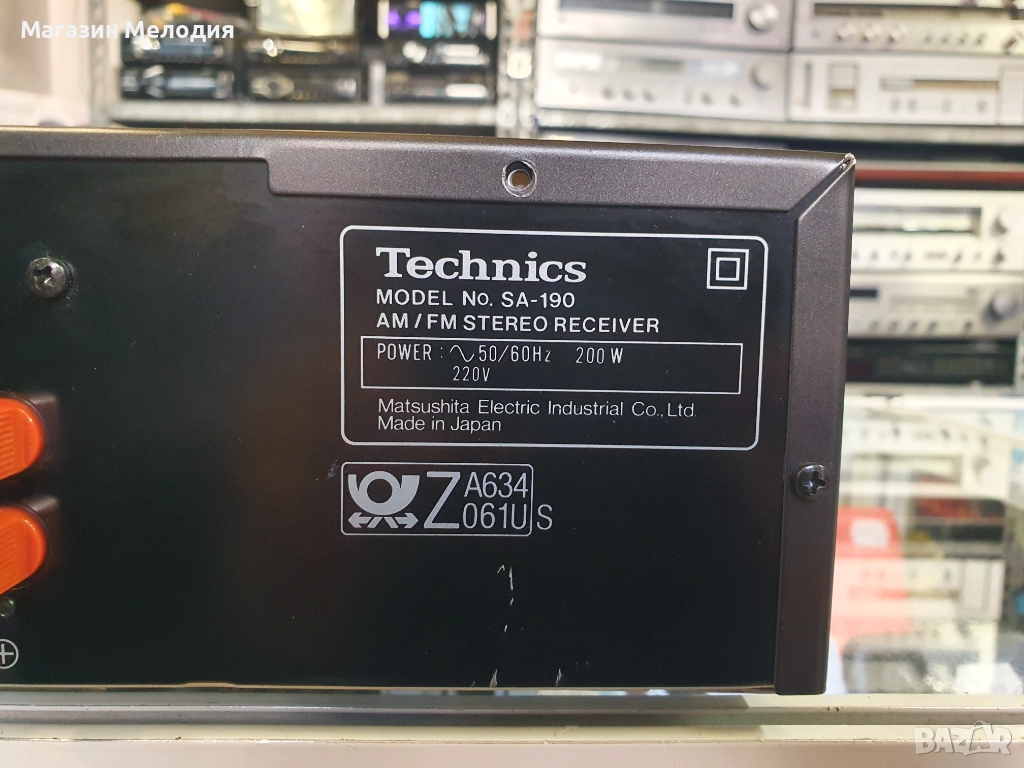 Магазин Мелодия
Technics
MODEL No. SA-190
AM/FM STEREO RECEIVER
POWER : ∿ 50/60Hz 200W
220V
Matsushita Electric Industrial Co., Ltd.
Made in Japan
Z A634
061U S
BAZAR